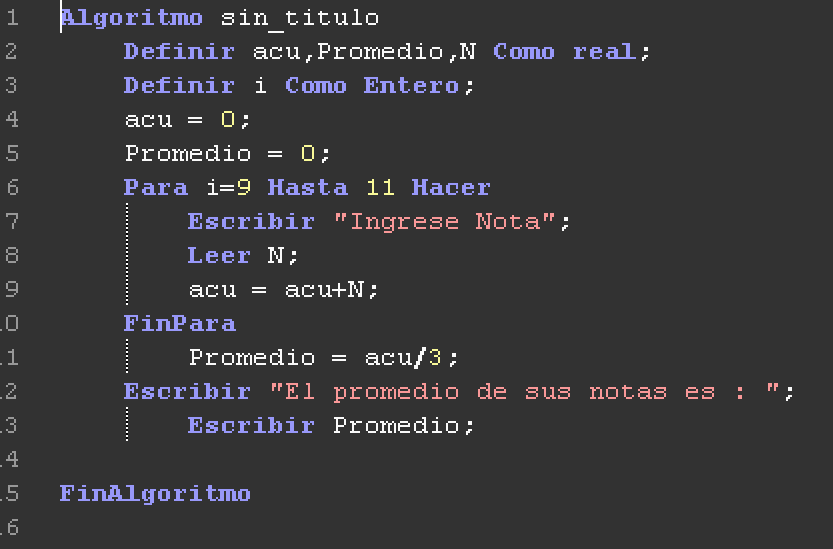 1 Algoritmo sin_titulo
2 Definir acu,Promedio,N Como real;
3 Definir i Como Entero;
4 acu = 0;
5 Promedio = 0;
6 Para i=9 Hasta 11 Hacer
7 Escribir "Ingrese Nota";
8 Leer N;
9 acu = acu+N;
10 FinPara
11 Promedio = acu/3;
12 Escribir "El promedio de sus notas es : ";
13 Escribir Promedio;
14
15 FinAlgoritmo
16